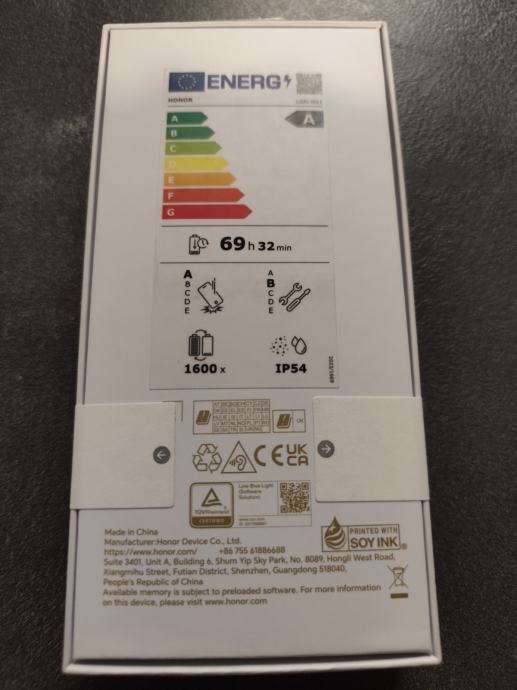 ENERG
HONOR
A
A
B
C
D
E
F
G
69 h 32 min
A
B
C
D
E
A
B
C
D
E
1600 x
IP54
2023/1669
UK
CE
UK
CA
TÜVRheinland
CERTIFIED
Low Blue Light
(Software
Solution)
Made in China
Manufacturer:Honor Device Co., Ltd.
https://www.honor.com/ +86 755 61886688
Suite 3401, Unit A, Building 6, Shum Yip Sky Park, No. 8089, Hongli West Road,
Xiangmihu Street, Futian District, Shenzhen, Guangdong 518040,
People's Republic of China
Available memory is subject to preloaded software. For more information
on this device, please visit www.honor.com
PRINTED WITH
SOY INK